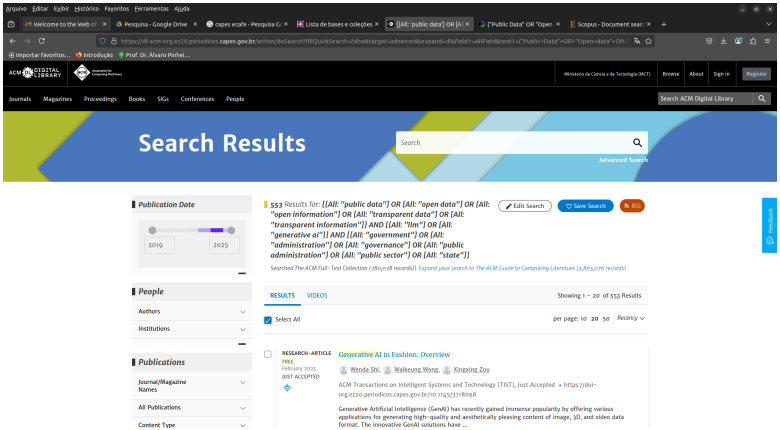 Arquivo Editar Exibir Histórico Favoritos Ferramentas Ajuda
Welcome to the Web of
Pesquisa - Google Drive
capes ecafe - Pesquisa Go
Lista de bases e coleções
[[All: 'public data'] OR [A
("Public Data" OR "Open
Scopus - Document sear
https://dl-acm-org.ez20.periodicos.capes.gov.br/action/doSearch?fillQuickSearch=false&target=advanced&expand=dl&field1=AllField&text1=("Public+Data"+OR+"Open+data"+OR+
Importar favoritos... Introdução Prof. Dr. Álvaro Pinhei...
ACM DIGITAL LIBRARY
Association for Computing Machinery
Ministerio da Ciencia e da Tecnologia (MCT)
Browse About Sign in Register
Journals Magazines Proceedings Books SIGs Conferences People
Search ACM Digital Library
Search Results
Search
Advanced Search
Publication Date
2019 2025
People
Authors
Institutions
Publications
Journal/Magazine
Names
All Publications
Content Type
553 Results for: [[All: "public data"] OR [All: "open data"] OR [All:
"open information"] OR [All: "transparent data"] OR [All:
"transparent information"]] AND [[All: "llm"] OR [All:
"generative ai"]] AND [[All: "government"] OR [All:
"administration"] OR [All: "governance"] OR [All: "public
administration"] OR [All: "public sector"] OR [All: "state"]]
Edit Search Save Search RSS
Searched The ACM Full-Text Collection (780,078 records)| Expand your search to The ACM Guide to Computing Literature (3,863,076 records)
RESULTS VIDEOS
Showing 1 - 20 of 553 Results
Select All
per page: 10 20 50 Recency
RESEARCH-ARTICLE
FREE
February 2025
JUST ACCEPTED
Generative AI in Fashion: Overview
Wenda Shi, Waikeung Wong, Xingxing Zou
ACM Transactions on Intelligent Systems and Technology (TIST), Just Accepted • https://doi-
org.ez20.periodicos.capes.gov.br/10.1145/3718098
Generative Artificial Intelligence (GenAI) has recently gained immense popularity by offering various
applications for generating high-quality and aesthetically pleasing content of image, 3D, and video data
format. The innovative GenAI solutions have ...
Feedback